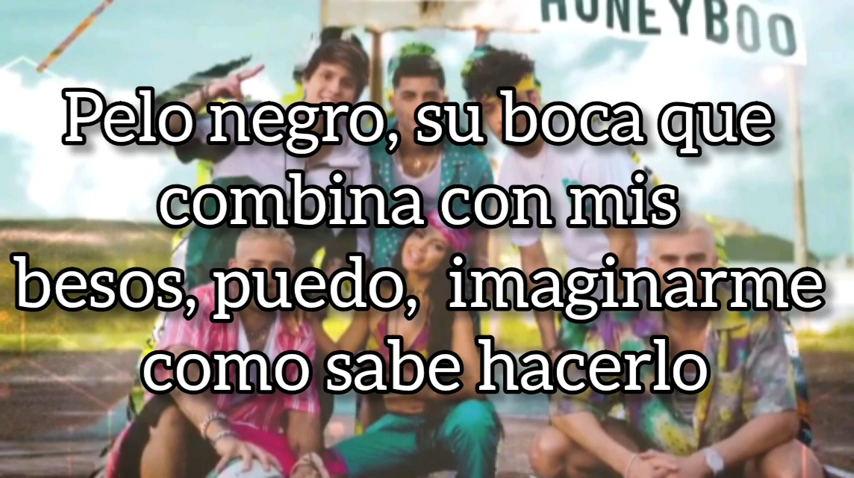 HONEYBOO
Pelo negro, su boca que
combina con mis
besos, puedo, imaginarme
como sabe hacerlo